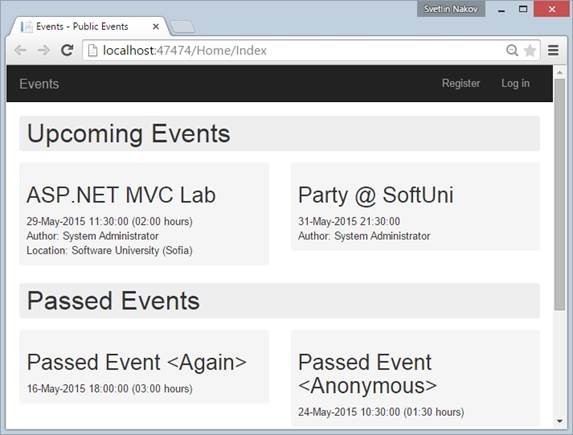 Svetlin Nakov
Events - Public Events
localhost:47474/Home/Index
Events
Register
Log in
Upcoming Events
ASP.NET MVC Lab
29-May-2015 11:30:00 (02:00 hours)
Author: System Administrator
Location: Software University (Sofia)
Party @ SoftUni
31-May-2015 21:30:00
Author: System Administrator
Passed Events
Passed Event <Again>
16-May-2015 18:00:00 (03:00 hours)
Passed Event
<Anonymous>
24-May-2015 10:30:00 (01:30 hours)